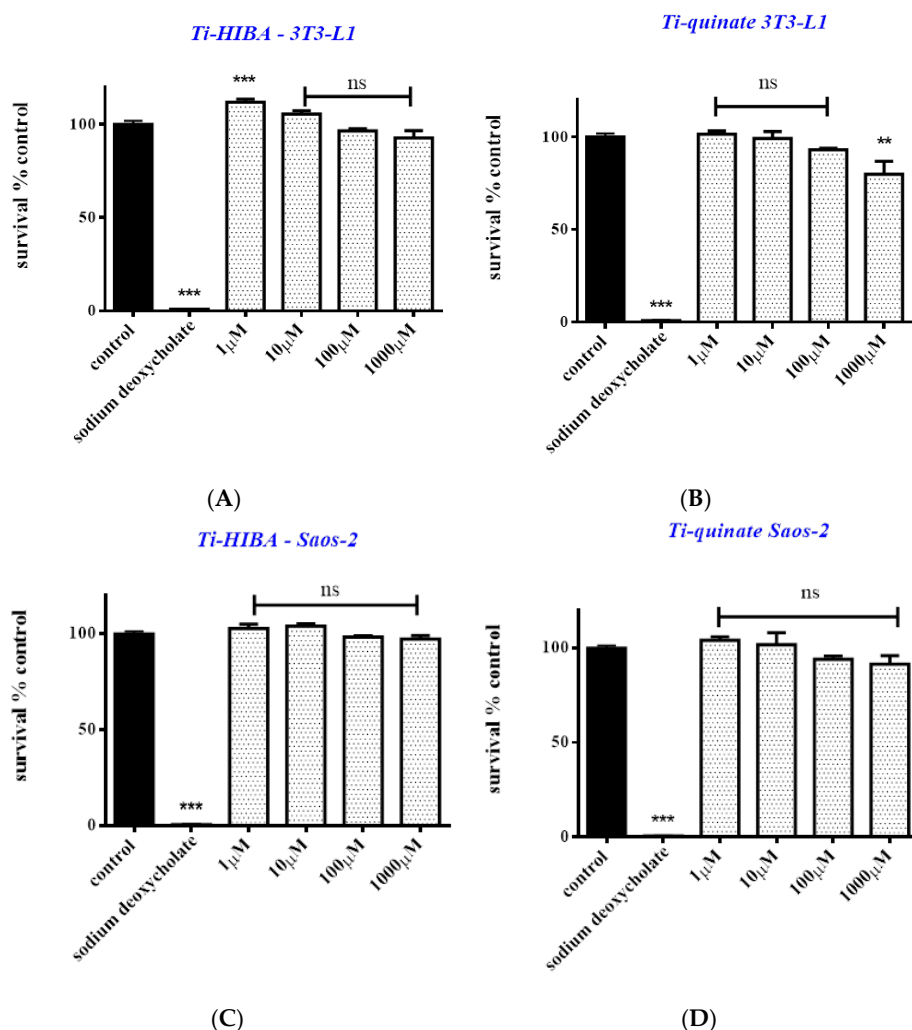 Ti-HIBA - 3T3-L1
survival % control
100
50
0
***
***
ns
control
sodium deoxycholate
1μM
10μM
100μM
1000μM
(A)
Ti-quinate 3T3-L1
survival % control
100
50
0
***
ns
**
control
sodium deoxycholate
1μM
10μM
100μM
1000μM
(B)
Ti-HIBA - Saos-2
survival % control
100
50
0
***
ns
control
sodium deoxycholate
1μM
10μM
100μM
1000μM
(C)
Ti-quinate Saos-2
survival % control
100
50
0
***
ns
control
sodium deoxycholate
1μM
10μM
100μM
1000μM
(D)